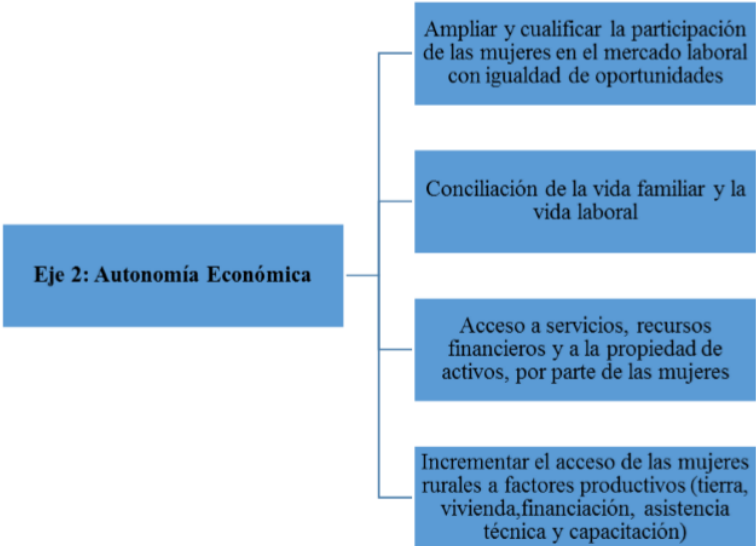 Ampliar y cualificar la participación
de las mujeres en el mercado laboral
con igualdad de oportunidades
Conciliación de la vida familiar y la
vida laboral
Eje 2: Autonomía Económica
Acceso a servicios, recursos
financieros y a la propiedad de
activos, por parte de las mujeres
Incrementar el acceso de las mujeres
rurales a factores productivos (tierra,
vivienda,financiación, asistencia
técnica y capacitación)